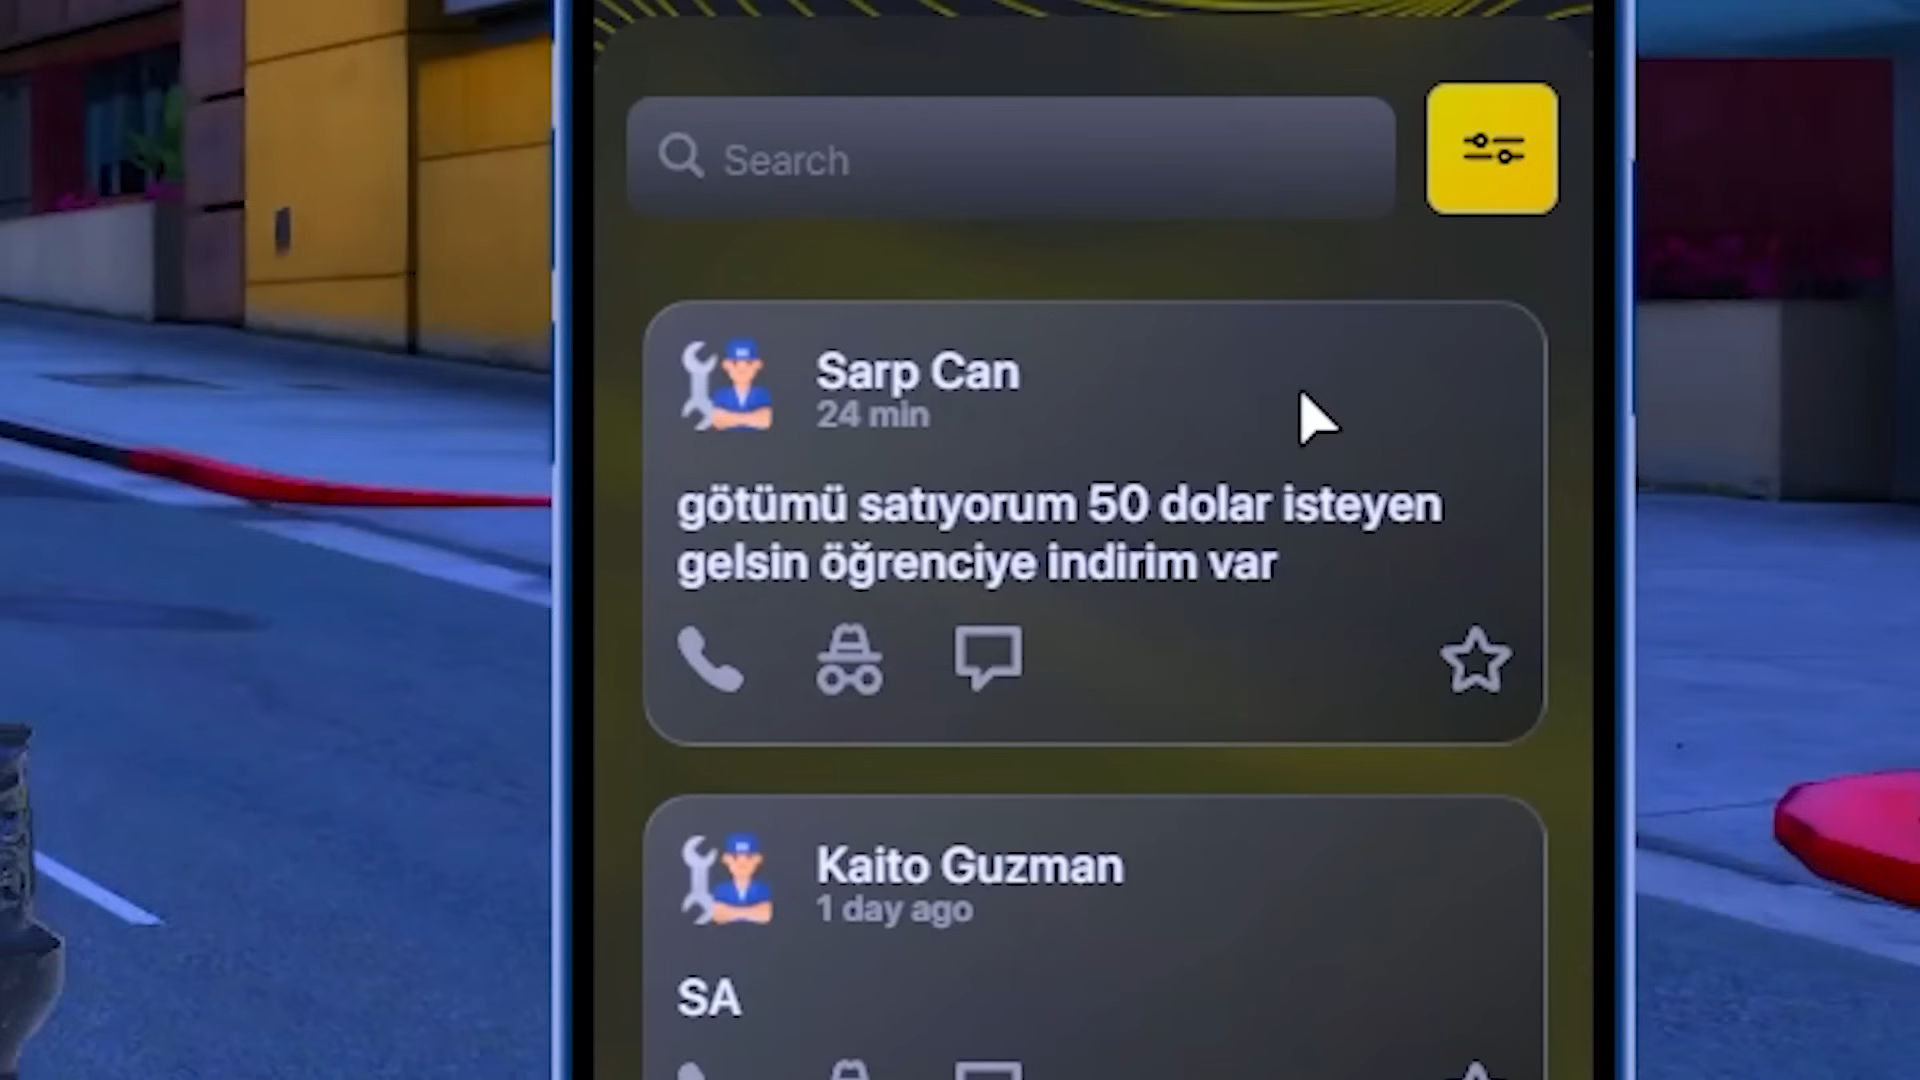 Search
Sarp Can
24 min
götümü satıyorum 50 dolar isteyen
gelsin öğrenciye indirim var
Kaito Guzman
1 day ago
SA